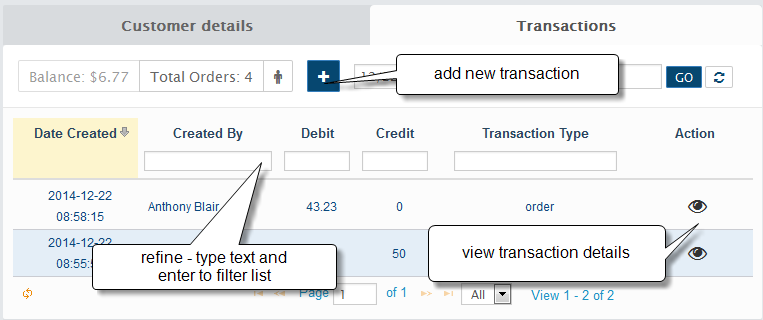 Customer details
Transactions
Balance: $6.77
Total Orders: 4
add new transaction
GO
Date Created
Created By
Debit
Credit
Transaction Type
Action
2014-12-22
08:58:15
Anthony Blair
43.23
0
order
2014-12-22
50
refine - type text and
enter to filter list
view transaction details
Page 1 of 1
All
View 1 - 2 of 2